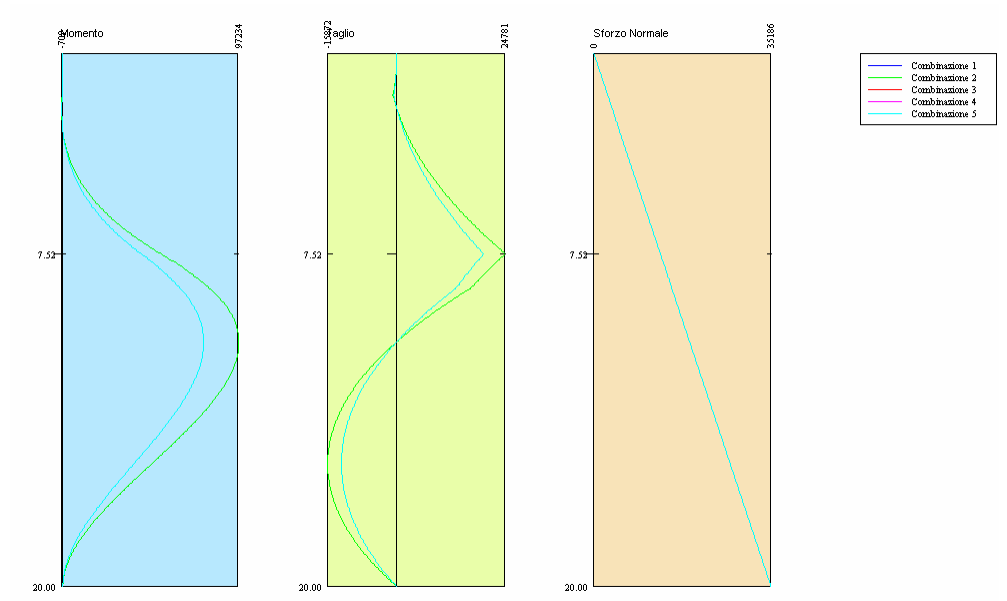 Momento
97234
Taglio
-15872
24781
Sforzo Normale
0
35186
Combinazione 1
Combinazione 2
Combinazione 3
Combinazione 4
Combinazione 5
7.52
7.52
7.52
20.00
20.00
20.00